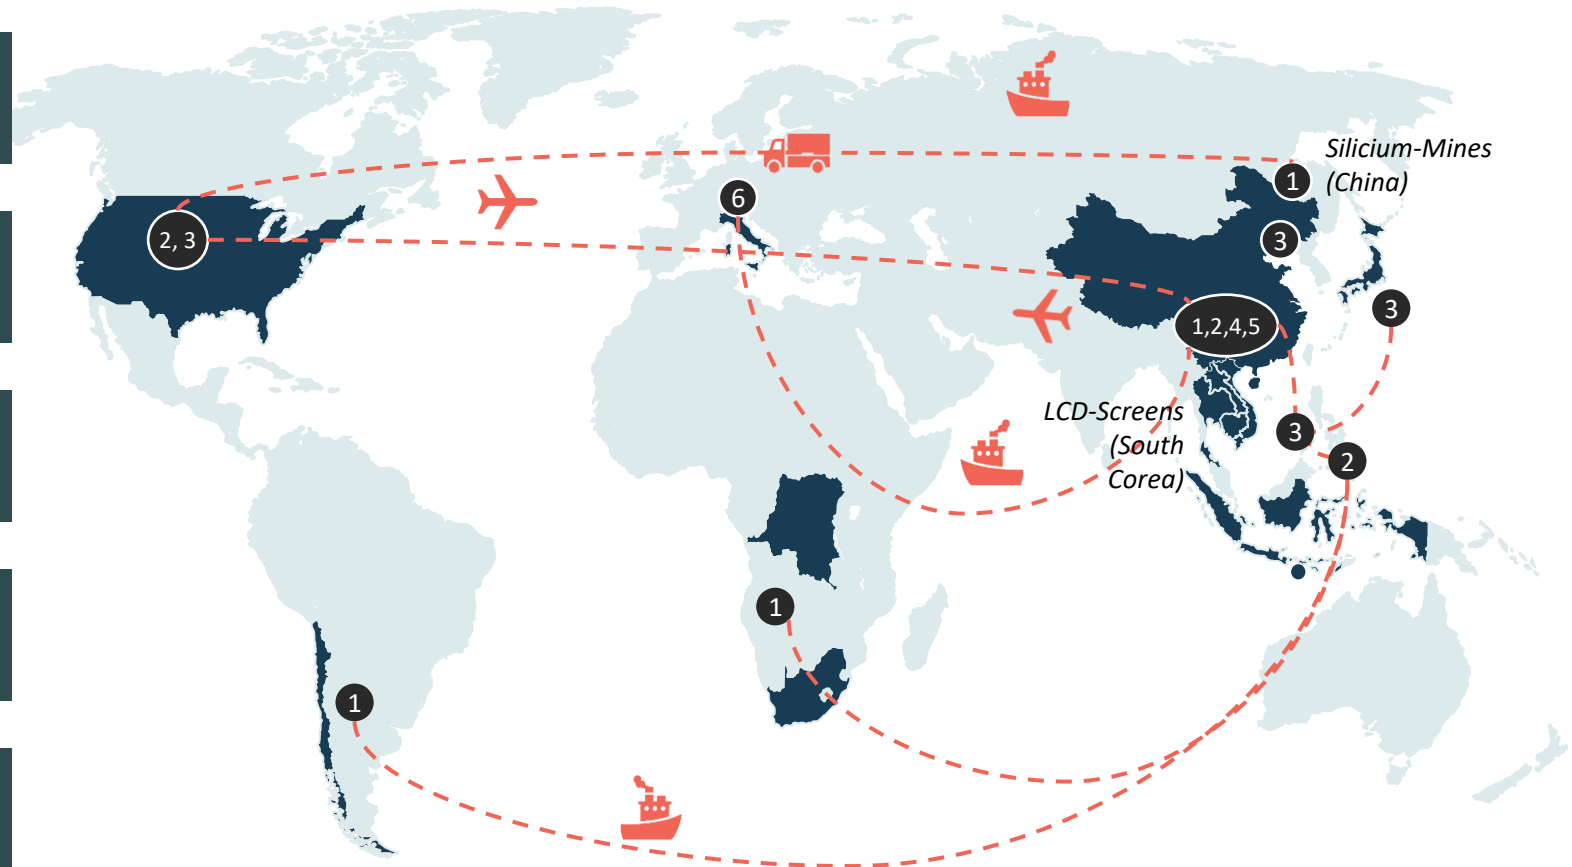 Silicium-Mines
(China)
1
6
2, 3
3
3
1,2,4,5
LCD-Screens
(South
Corea)
3
2
1
1